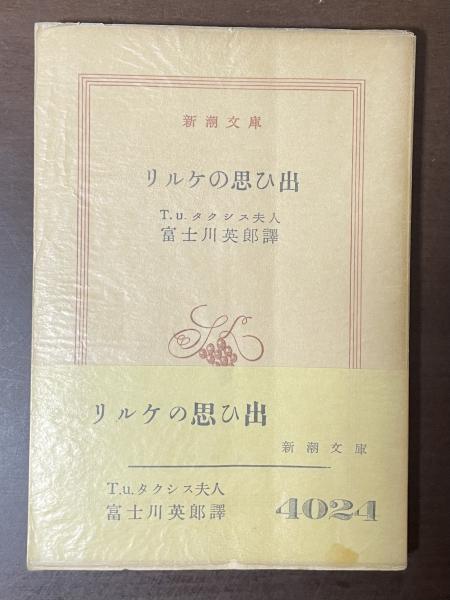 新潮文庫
リルケの思ひ出
T.u.タクシス夫人
富士川英郎譯
リルケの思ひ出
新潮文庫
T.u.タクシス夫人
富士川英郎譯
4024